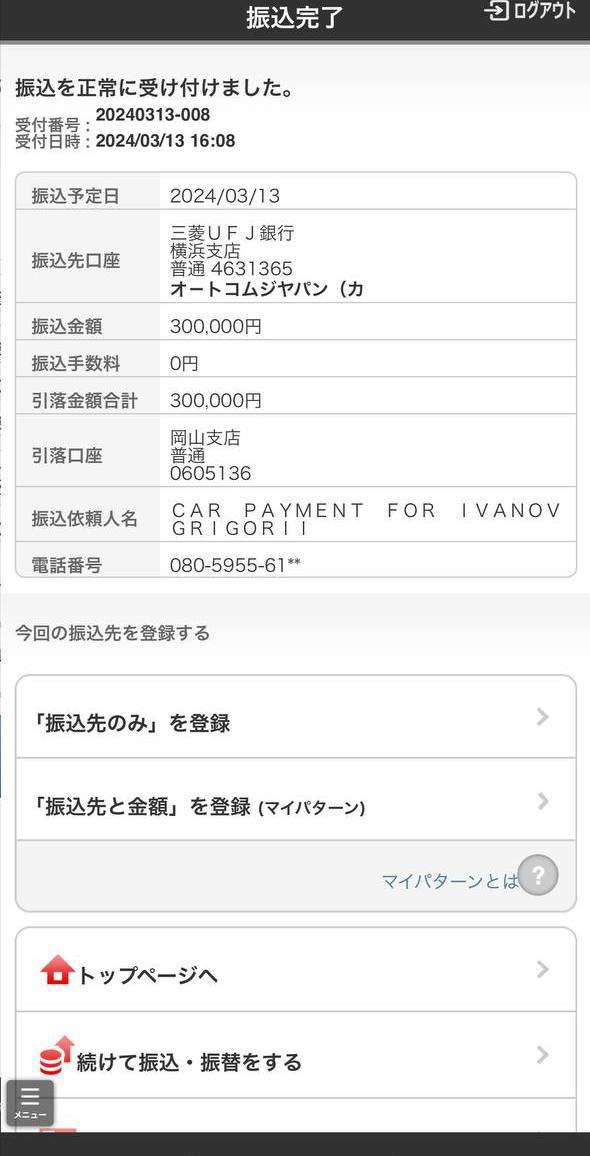 振込完了
ログアウト
振込を正常に受け付けました。
受付番号 : 20240313-008
受付日時 : 2024/03/13 16:08
振込予定日 2024/03/13
振込先口座
三菱ＵＦＪ銀行
横浜支店
普通 4631365
オートコムジヤパン（カ
振込金額 300,000円
振込手数料 0円
引落金額合計 300,000円
引落口座
岡山支店
普通
0605136
振込依頼人名
ＣＡＲ　ＰＡＹＭＥＮＴ　ＦＯＲ　ＩＶＡＮＯＶ
ＧＲＩＧＯＲＩＩ
電話番号 080-5955-61**
今回の振込先を登録する
「振込先のみ」を登録
「振込先と金額」を登録 (マイパターン)
マイパターンとは ?
トップページへ
続けて振込・振替をする
メニュー